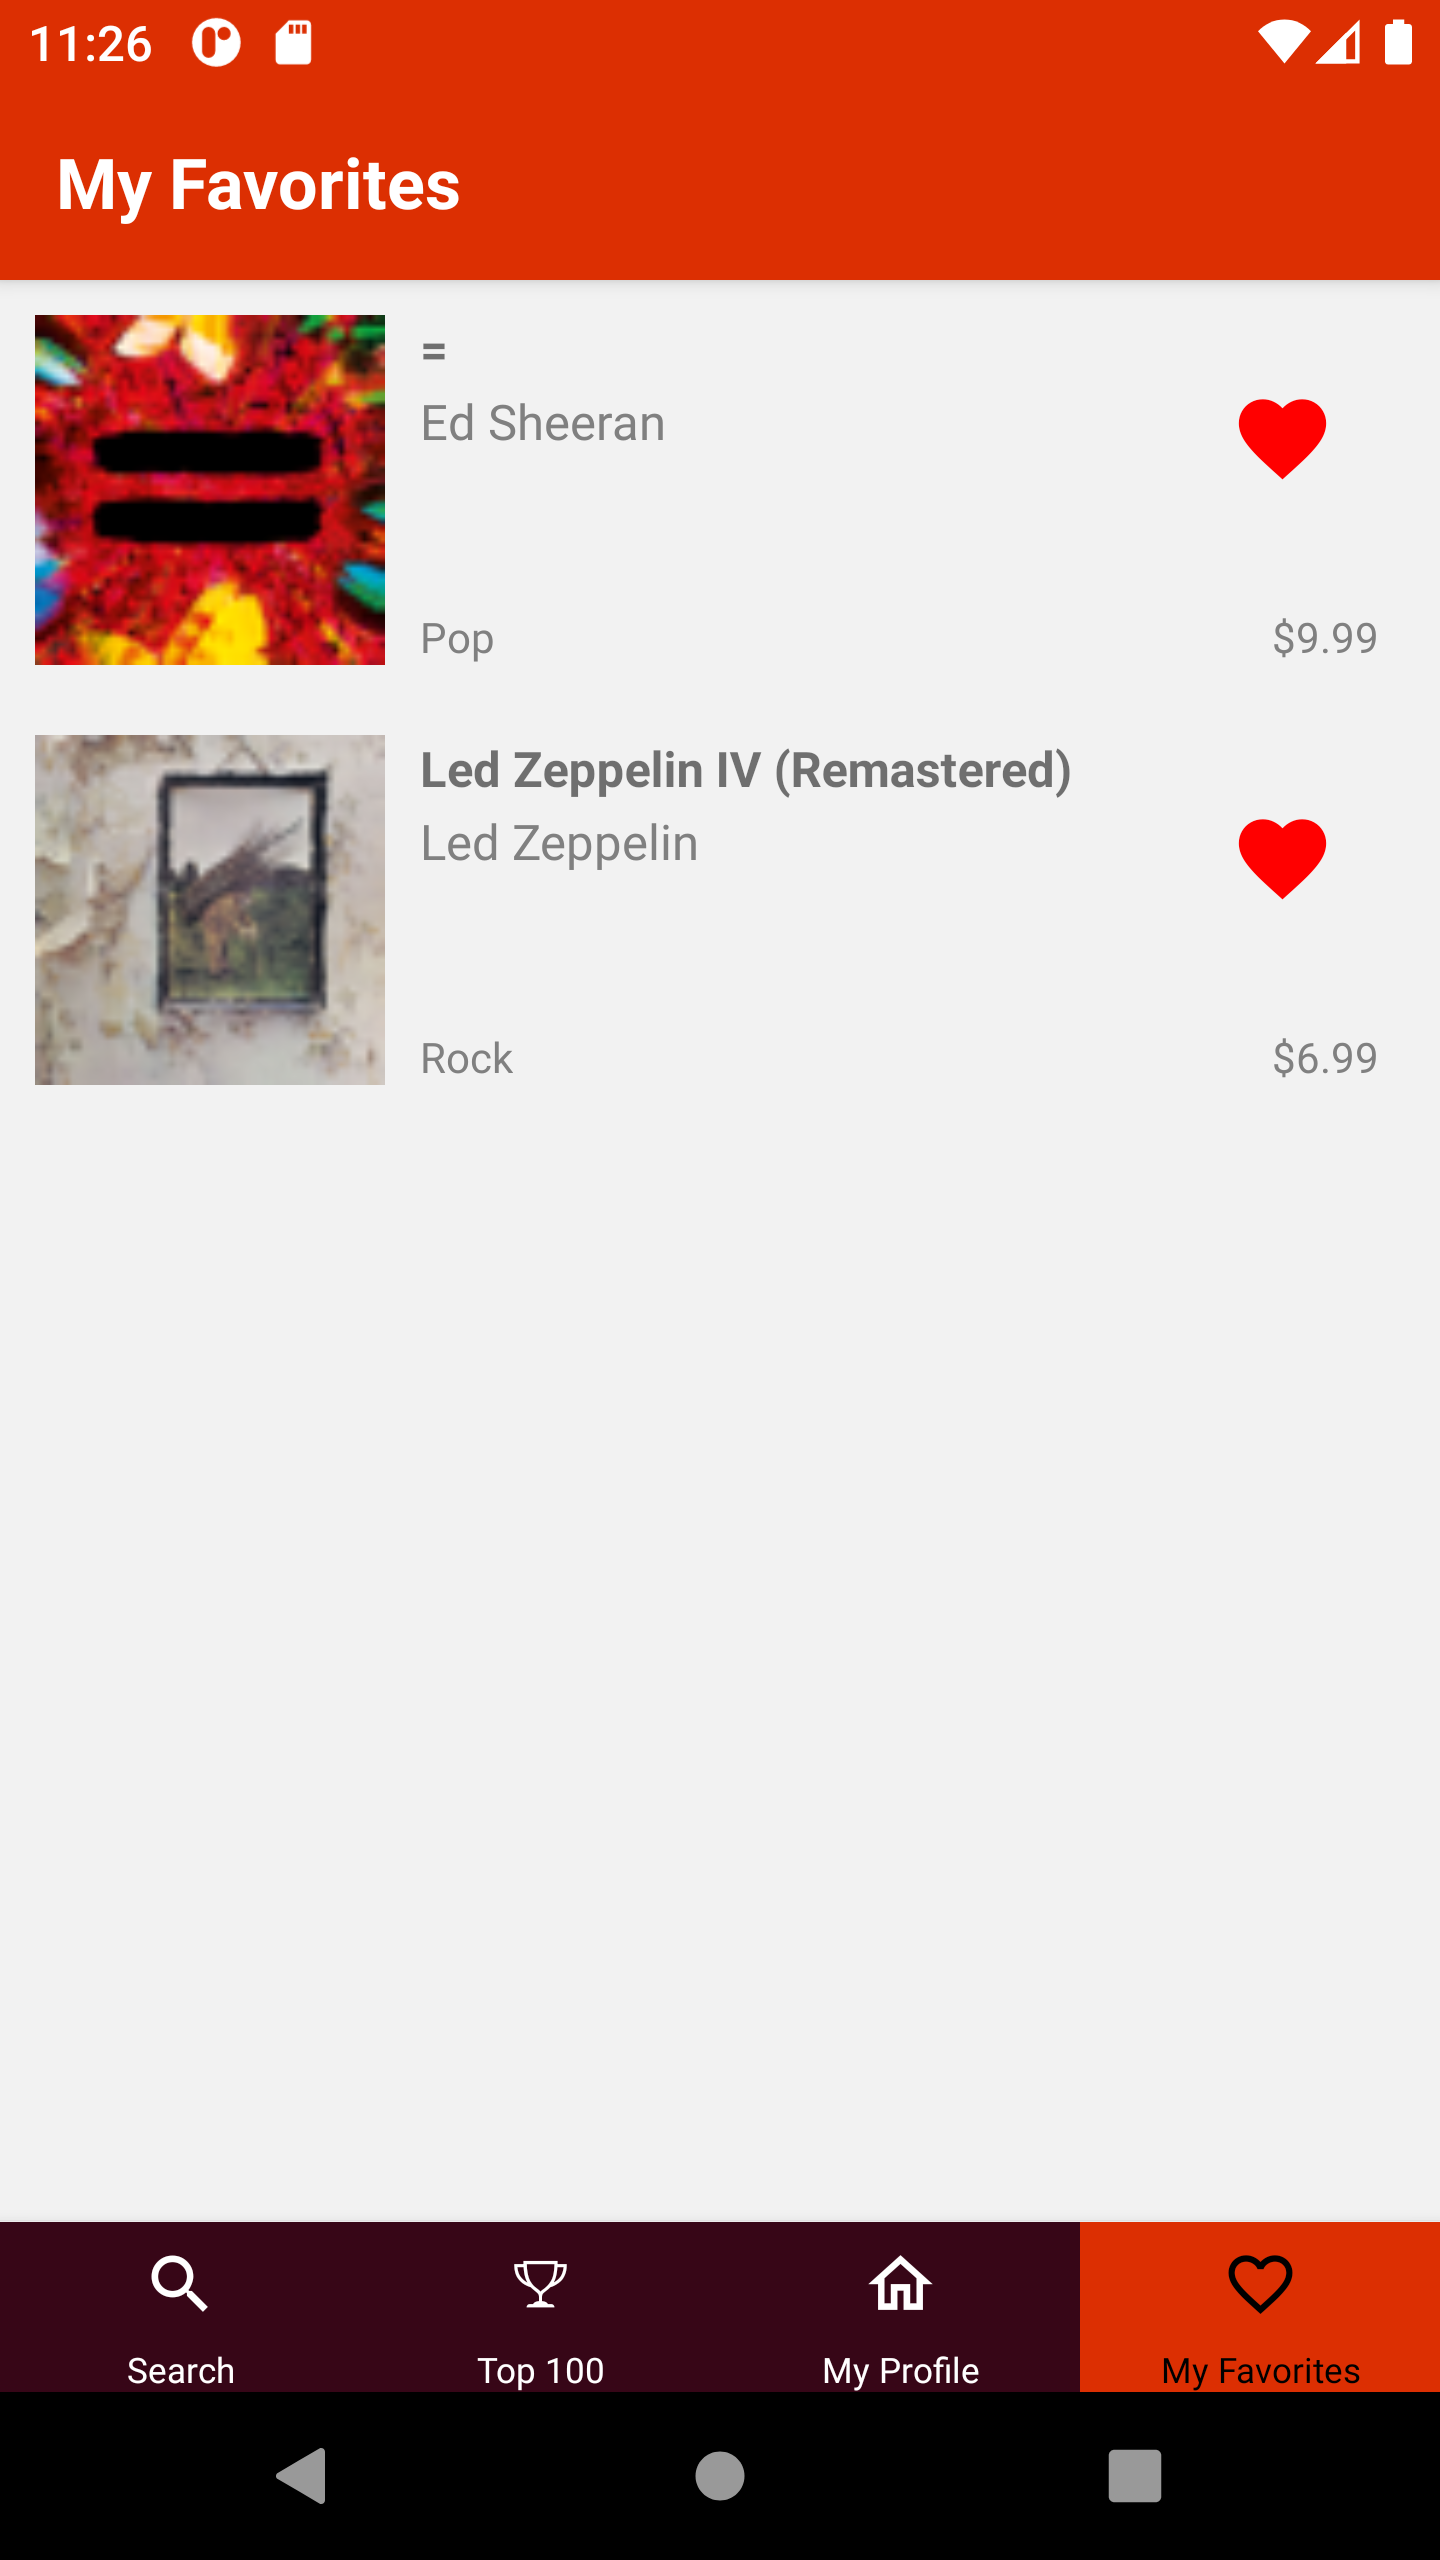 11:26
My Favorites
=
Ed Sheeran
Pop
$9.99
Led Zeppelin IV (Remastered)
Led Zeppelin
Rock
$6.99
Search
Top 100
My Profile
My Favorites